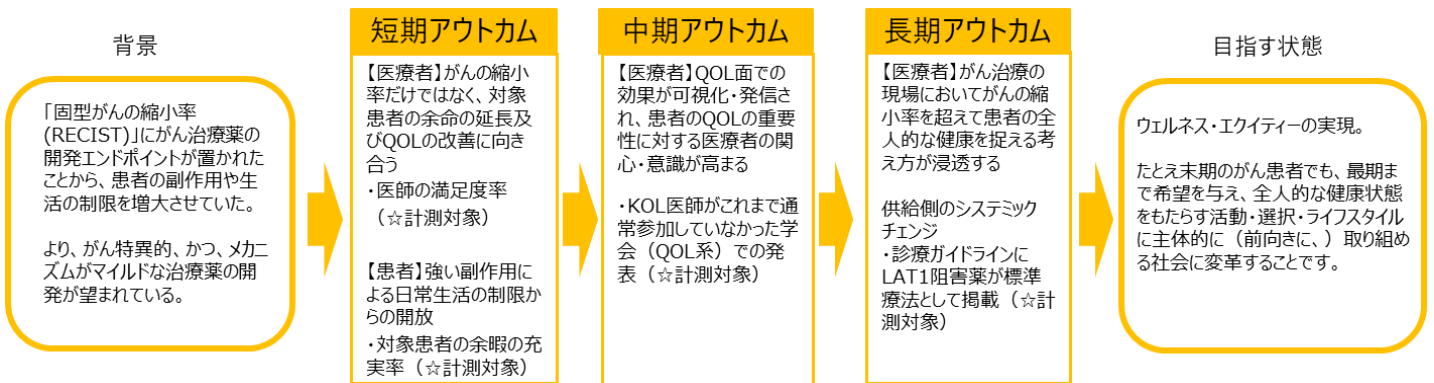 背景
「固型がんの縮小率
(RECIST)」にがん治療薬の
開発エンドポイントが置かれた
ことから、患者の副作用や生
活の制限を増大させていた。
より、がん特異的、かつ、メカニ
ズムがマイルドな治療薬の開
発が望まれている。
短期アウトカム
【医療者】がんの縮小
率だけではなく、対象
患者の余命の延長及
びQOLの改善に向き
合う
・医師の満足度率
（☆計測対象）
【患者】強い副作用に
よる日常生活の制限か
らの開放
・対象患者の余暇の充
実率（☆計測対象）
中期アウトカム
【医療者】QOL面での
効果が可視化・発信さ
れ、患者のQOLの重要
性に対する医療者の関
心・意識が高まる
・KOL医師がこれまで通
常参加していなかった学
会（QOL系）での発
表（☆計測対象）
長期アウトカム
【医療者】がん治療の
現場においてがんの縮
小率を超えて患者の全
人的な健康を捉える考
え方が浸透する
供給側のシステミック
チェンジ
・診療ガイドラインに
LAT1阻害薬が標準
療法として掲載（☆計
測対象）
目指す状態
ウェルネス・エクイティーの実現。
たとえ末期のがん患者でも、最期ま
で希望を与え、全人的な健康状態
をもたらす活動・選択・ライフスタイル
に主体的に（前向きに、）取り組め
る社会に変革することです。